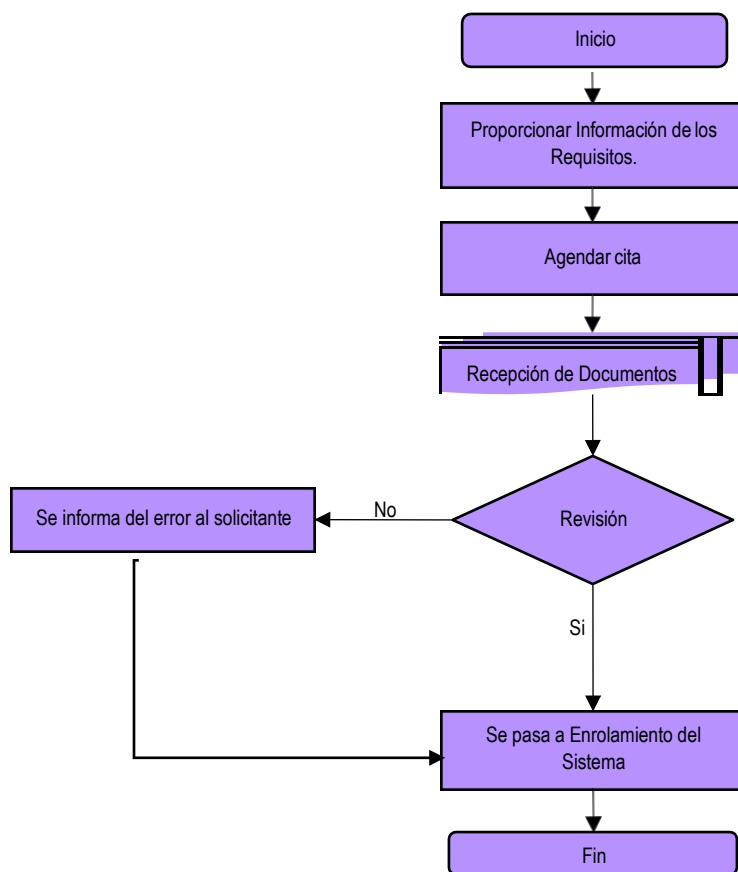 Inicio
Proporcionar Información de los
Requisitos.
Agendar cita
Recepción de Documentos
Revisión
No
Se informa del error al solicitante
Si
Se pasa a Enrolamiento del
Sistema
Fin